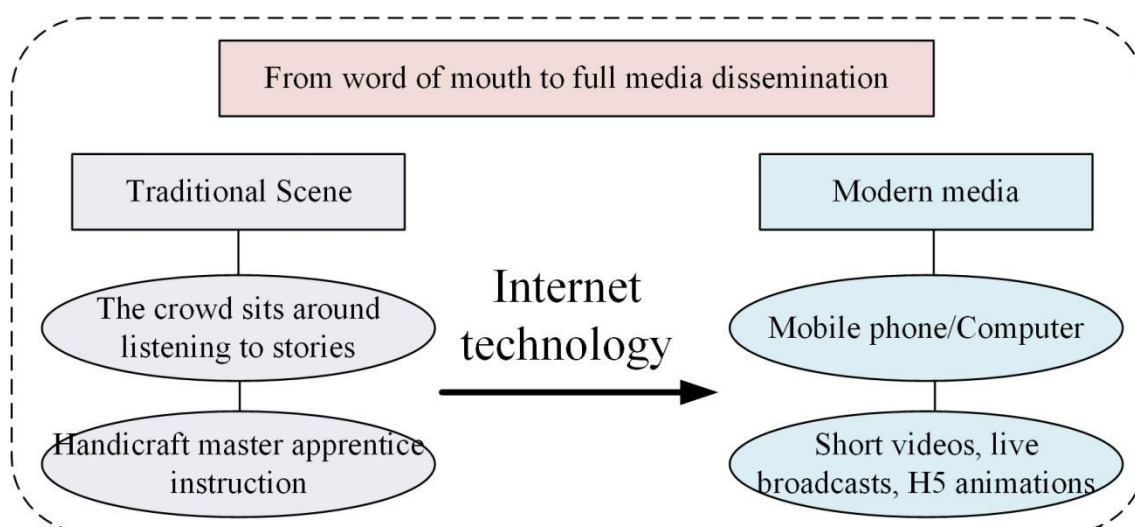 From word of mouth to full media dissemination
Traditional Scene
The crowd sits around
listening to stories
Handicraft master apprentice
instruction
Internet
technology
Modern media
Mobile phone/Computer
Short videos, live
broadcasts, H5 animations